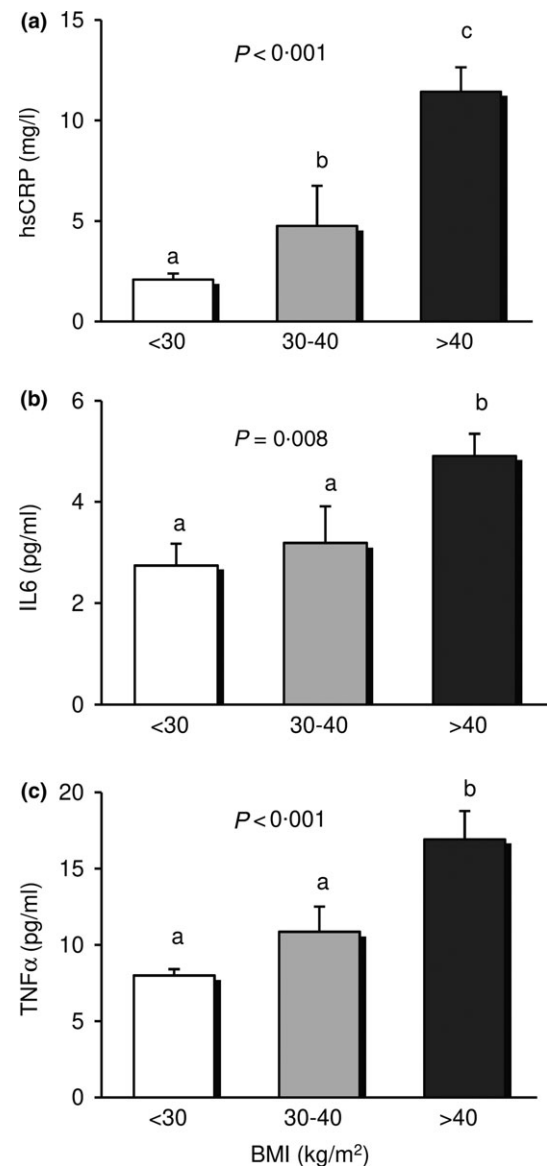 (a)
P < 0·001
hsCRP (mg/l)
15
10
5
0
a
b
c
<30
30-40
>40
(b)
P = 0·008
IL6 (pg/ml)
6
4
2
0
a
a
b
<30
30-40
>40
(c)
P < 0·001
TNFα (pg/ml)
20
15
10
5
0
a
a
b
<30
30-40
>40
BMI (kg/m²)